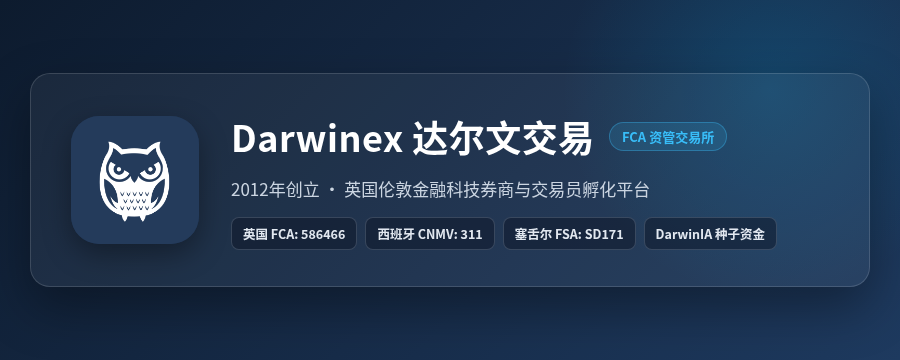 Darwinex 达尔文交易 FCA 资管交易所
2012年创立 · 英国伦敦金融科技券商与交易员孵化平台
英国 FCA: 586466 西班牙 CNMV: 311 塞舌尔 FSA: SD171 DarwinIA 种子资金